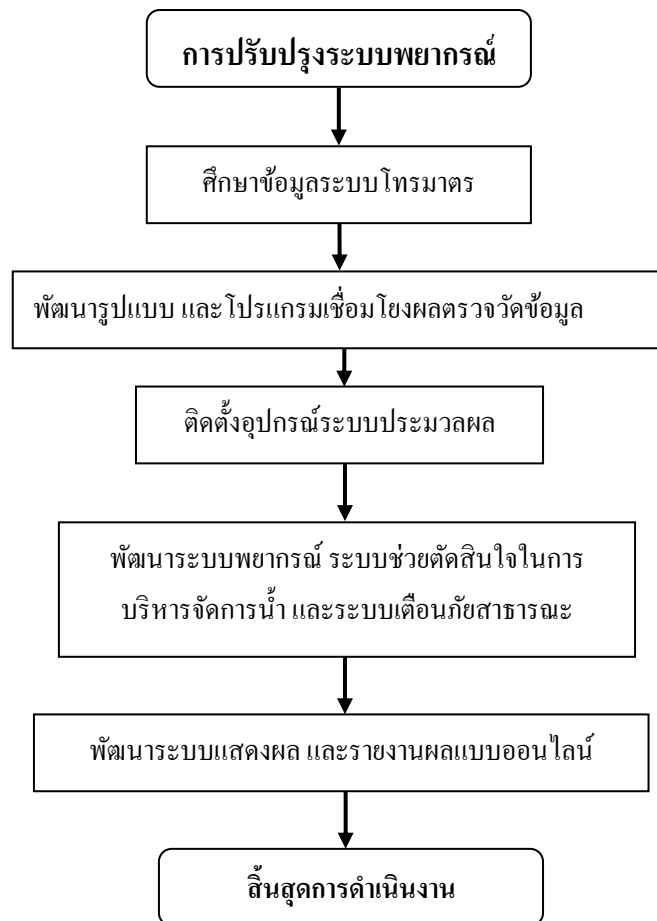 การปรับปรุงระบบพยากรณ์
ศึกษาข้อมูลระบบโทรมาตร
พัฒนารูปแบบ และโปรแกรมเชื่อมโยงผลตรวจวัดข้อมูล
ติดตั้งอุปกรณ์ระบบประมวลผล
พัฒนาระบบพยากรณ์ ระบบช่วยตัดสินใจในการ
บริหารจัดการน้ำ และระบบเตือนภัยสาธารณะ
พัฒนาระบบแสดงผล และรายงานผลแบบออนไลน์
สิ้นสุดการดำเนินงาน